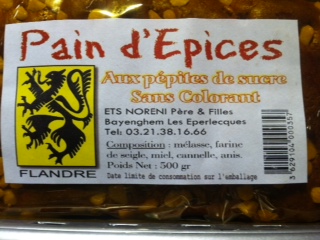 Pain d'Epices
Aux pépites de sucre
Sans Colorant
ETS NORENI Père & Filles
Bayenghem Les Eperlecques
Tel: 03.21.38.16.66
Composition : mélasse, farine
de seigle, miel, cannelle, anis.
Poids Net : 500 gr
Date limite de consommation sur l'emballage
FLANDRE